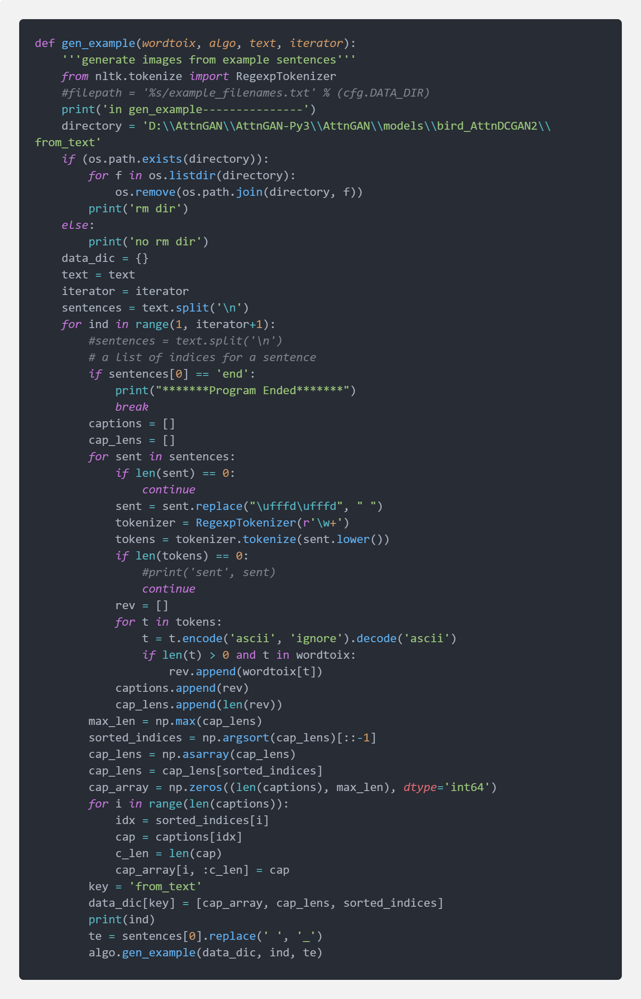 def gen_example(wordtoix, algo, text, iterator):
    '''generate images from example sentences'''
    from nltk.tokenize import RegexpTokenizer
    #filepath = '%s/example_filenames.txt' % (cfg.DATA_DIR)
    print('in gen_example---------------')
    directory = 'D:\\AttnGAN\\AttnGAN-Py3\\AttnGAN\\models\\bird_AttnDCGAN2\\
from_text'
    if (os.path.exists(directory)):
        for f in os.listdir(directory):
            os.remove(os.path.join(directory, f))
        print('rm dir')
    else:
        print('no rm dir')
    data_dic = {}
    text = text
    iterator = iterator
    sentences = text.split('\n')
    for ind in range(1, iterator+1):
        #sentences = text.split('\n')
        # a list of indices for a sentence
        if sentences[0] == 'end':
            print("*******Program Ended*******")
            break
        captions = []
        cap_lens = []
        for sent in sentences:
            if len(sent) == 0:
                continue
            sent = sent.replace("\ufffd\ufffd", " ")
            tokenizer = RegexpTokenizer(r'\w+')
            tokens = tokenizer.tokenize(sent.lower())
            if len(tokens) == 0:
                #print('sent', sent)
                continue
            rev = []
            for t in tokens:
                t = t.encode('ascii', 'ignore').decode('ascii')
                if len(t) > 0 and t in wordtoix:
                    rev.append(wordtoix[t])
            captions.append(rev)
            cap_lens.append(len(rev))
        max_len = np.max(cap_lens)
        sorted_indices = np.argsort(cap_lens)[::-1]
        cap_lens = np.asarray(cap_lens)
        cap_lens = cap_lens[sorted_indices]
        cap_array = np.zeros((len(captions), max_len), dtype='int64')
        for i in range(len(captions)):
            idx = sorted_indices[i]
            cap = captions[idx]
            c_len = len(cap)
            cap_array[i, :c_len] = cap
        key = 'from_text'
        data_dic[key] = [cap_array, cap_lens, sorted_indices]
        print(ind)
        te = sentences[0].replace(' ', '_')
        algo.gen_example(data_dic, ind, te)